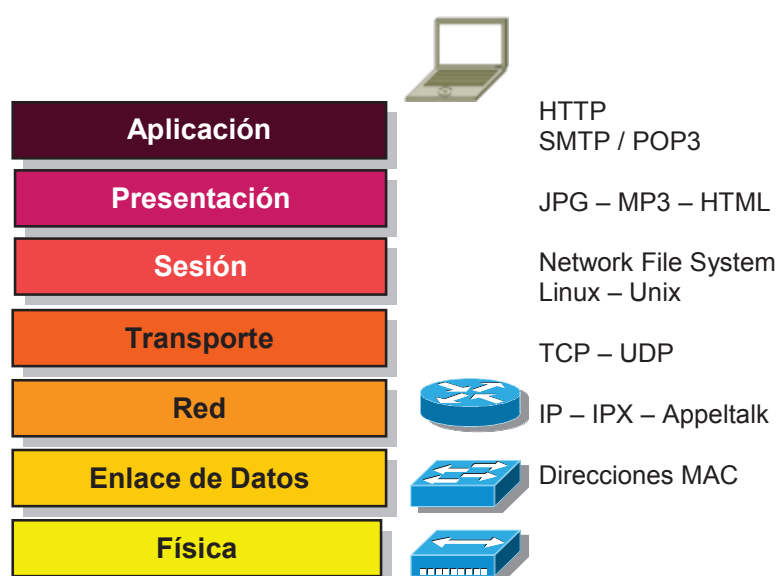 Aplicación
HTTP
SMTP / POP3
Presentación
JPG – MP3 – HTML
Sesión
Network File System
Linux – Unix
Transporte
TCP – UDP
Red
IP – IPX – Appeltalk
Enlace de Datos
Direcciones MAC
Física